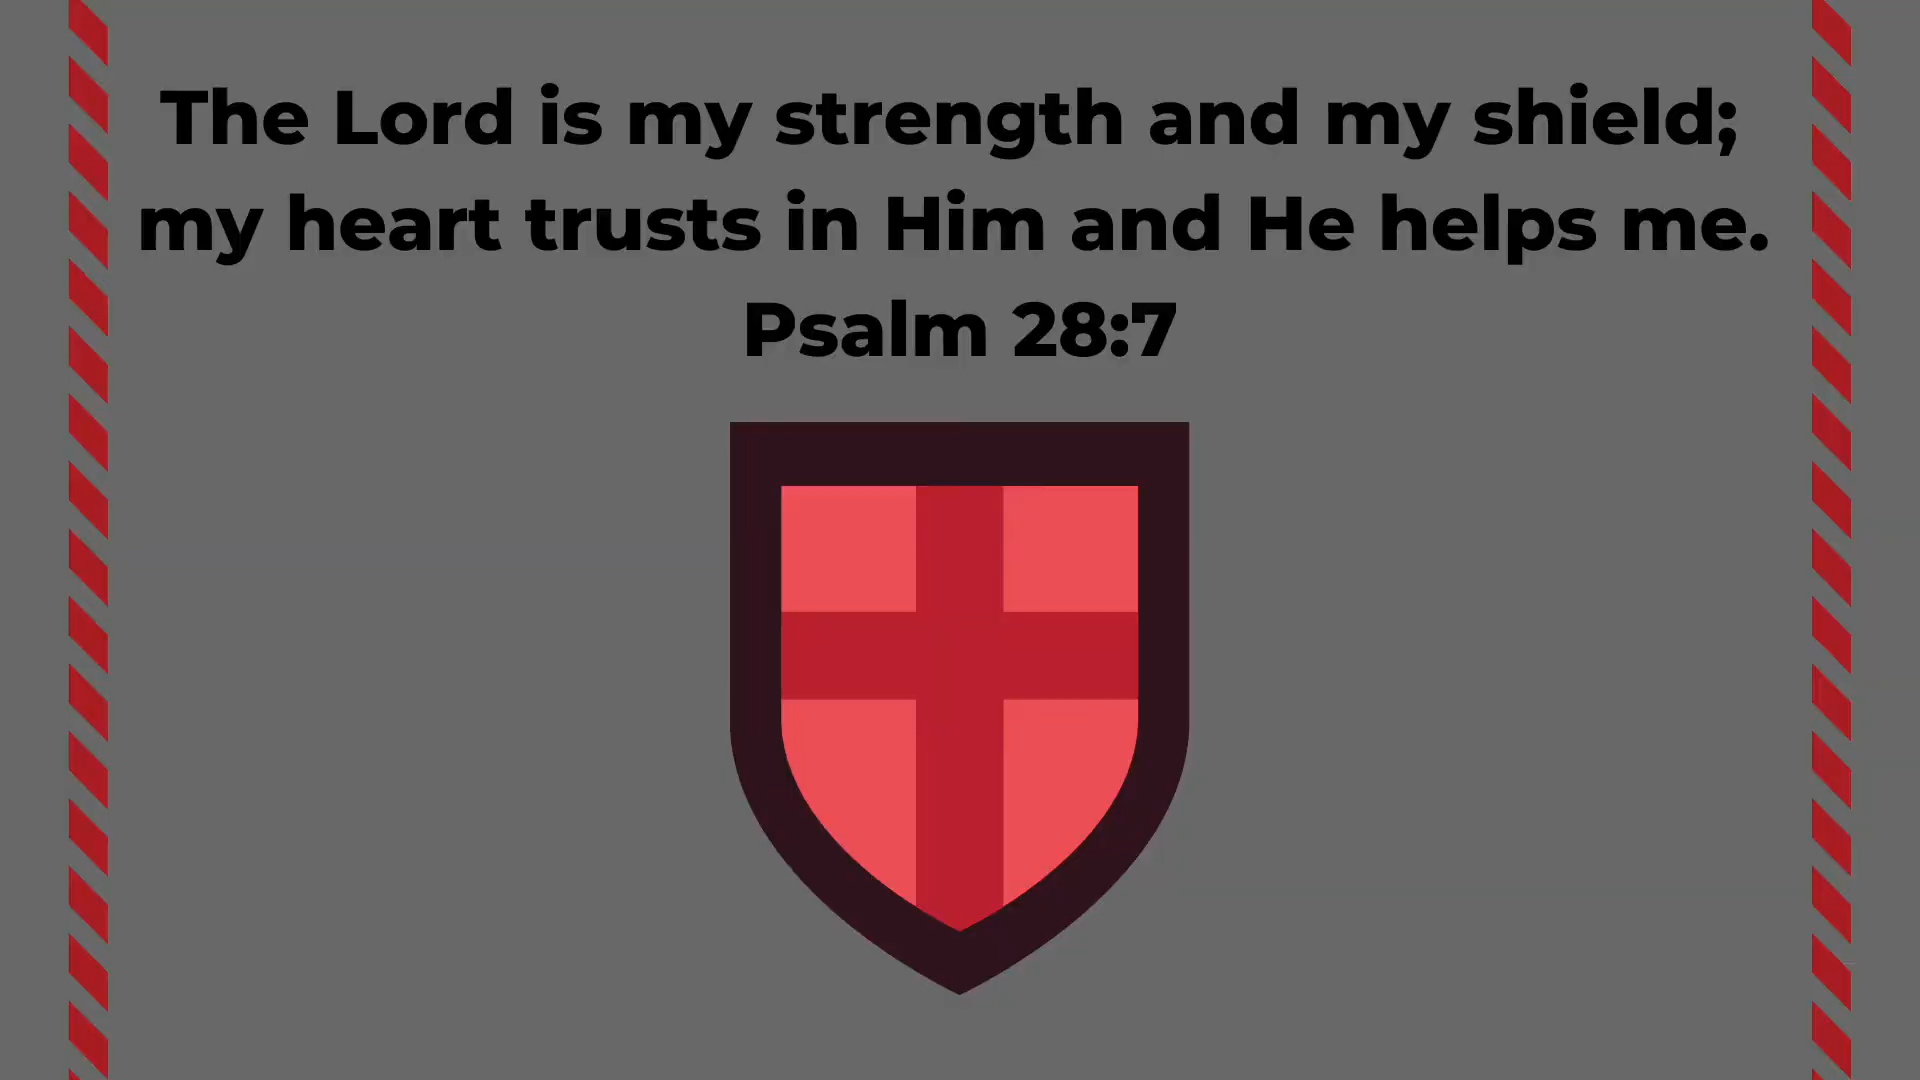 The Lord is my strength and my shield;
my heart trusts in Him and He helps me.
Psalm 28:7